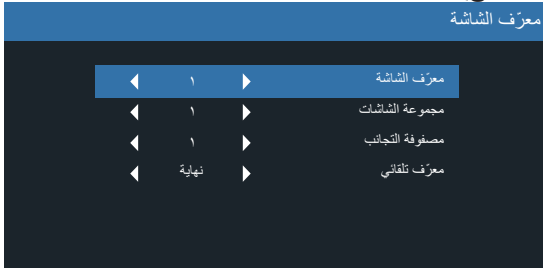 معرّف الشاشة
معرّف الشاشة ١
مجموعة الشاشات ١
مصفوفة التجانب ١
معرّف تلقائي نهاية